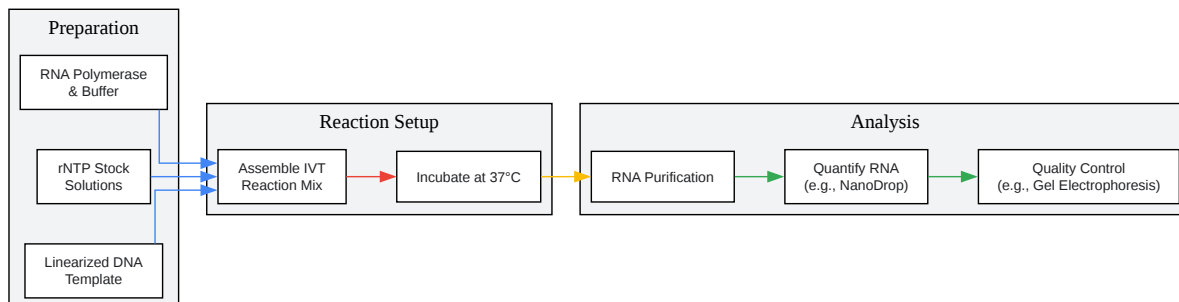 Preparation
RNA Polymerase
& Buffer
rNTP Stock
Solutions
Linearized DNA
Template
Reaction Setup
Assemble IVT
Reaction Mix
Incubate at 37°C
Analysis
RNA Purification
Quantify RNA
(e.g., NanoDrop)
Quality Control
(e.g., Gel Electrophoresis)